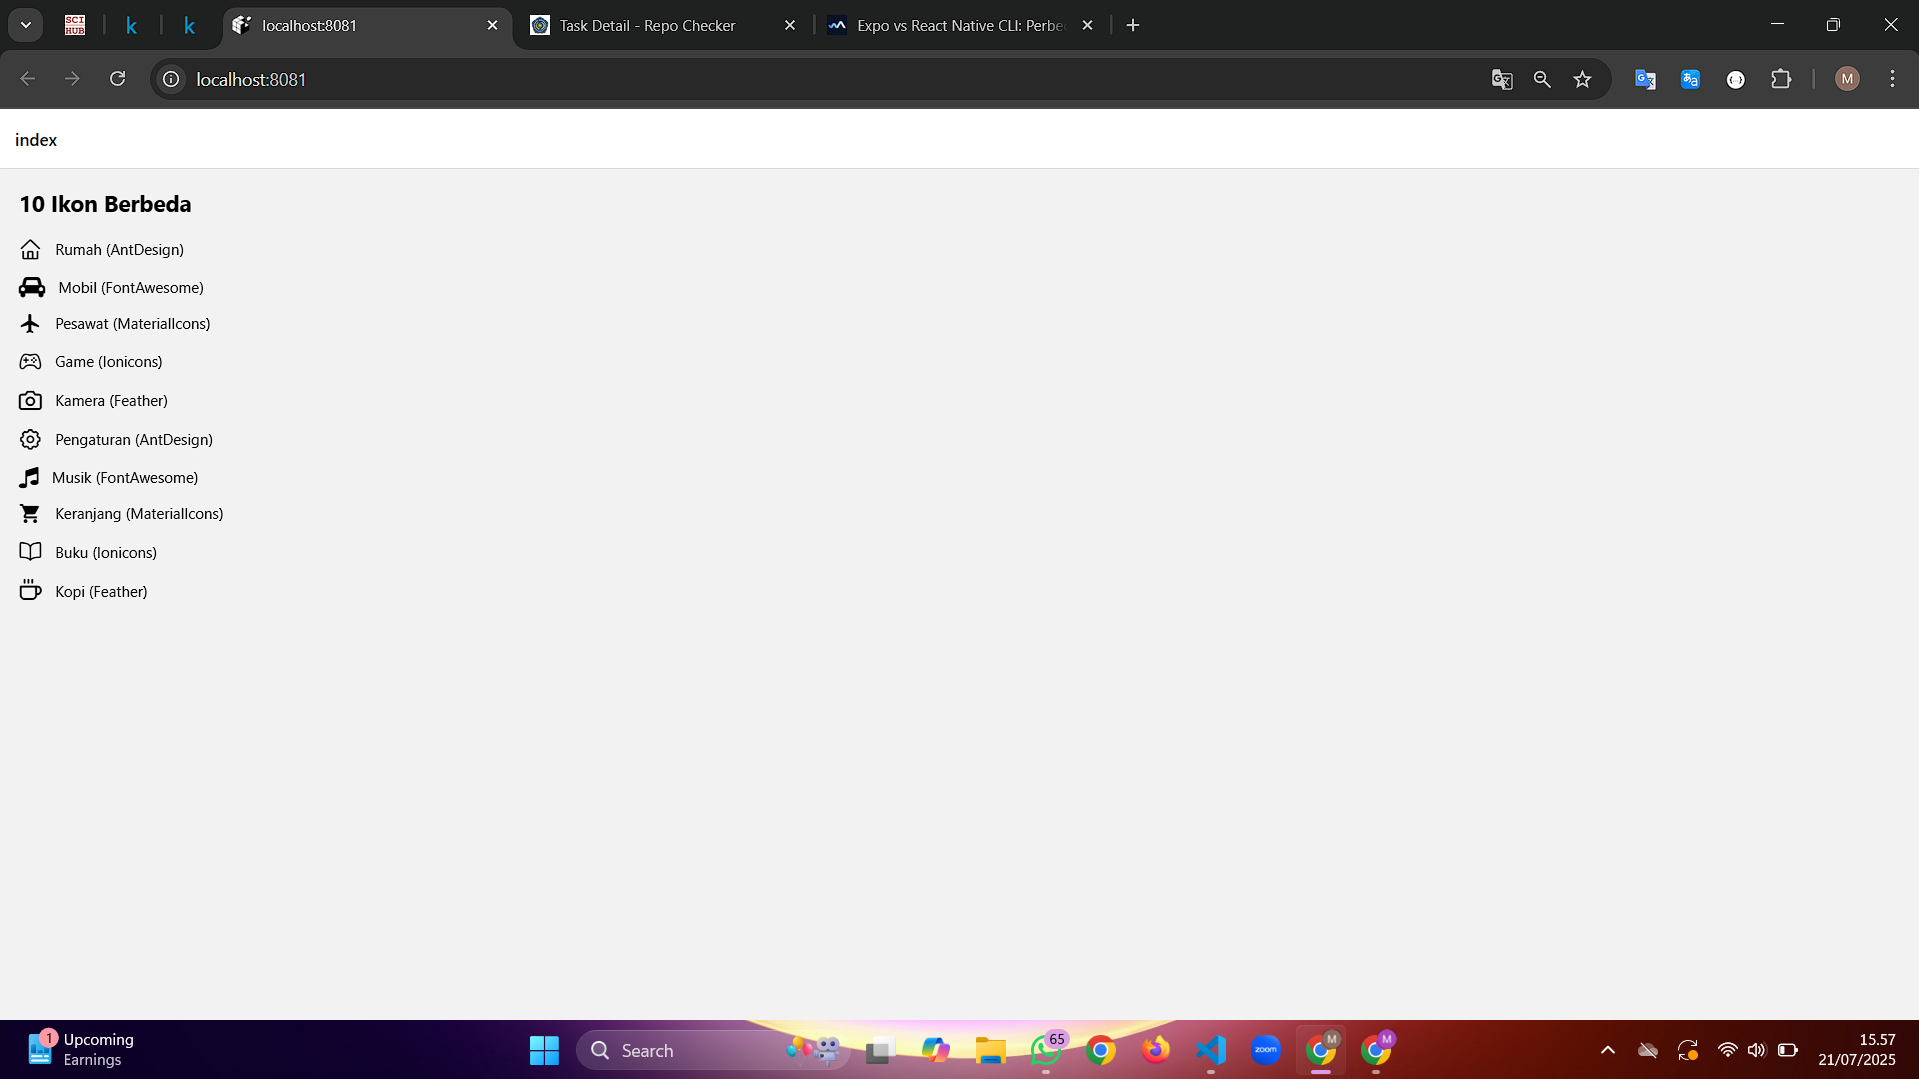 SCI
HUB
k
k
localhost:8081
Task Detail - Repo Checker
Expo vs React Native CLI: Perbe
localhost:8081
M
index
10 Ikon Berbeda
Rumah (AntDesign)
Mobil (FontAwesome)
Pesawat (MaterialIcons)
Game (Ionicons)
Kamera (Feather)
Pengaturan (AntDesign)
Musik (FontAwesome)
Keranjang (MaterialIcons)
Buku (Ionicons)
Kopi (Feather)
1
Upcoming
Earnings
Search
65
zoom
M
M
15.57
21/07/2025